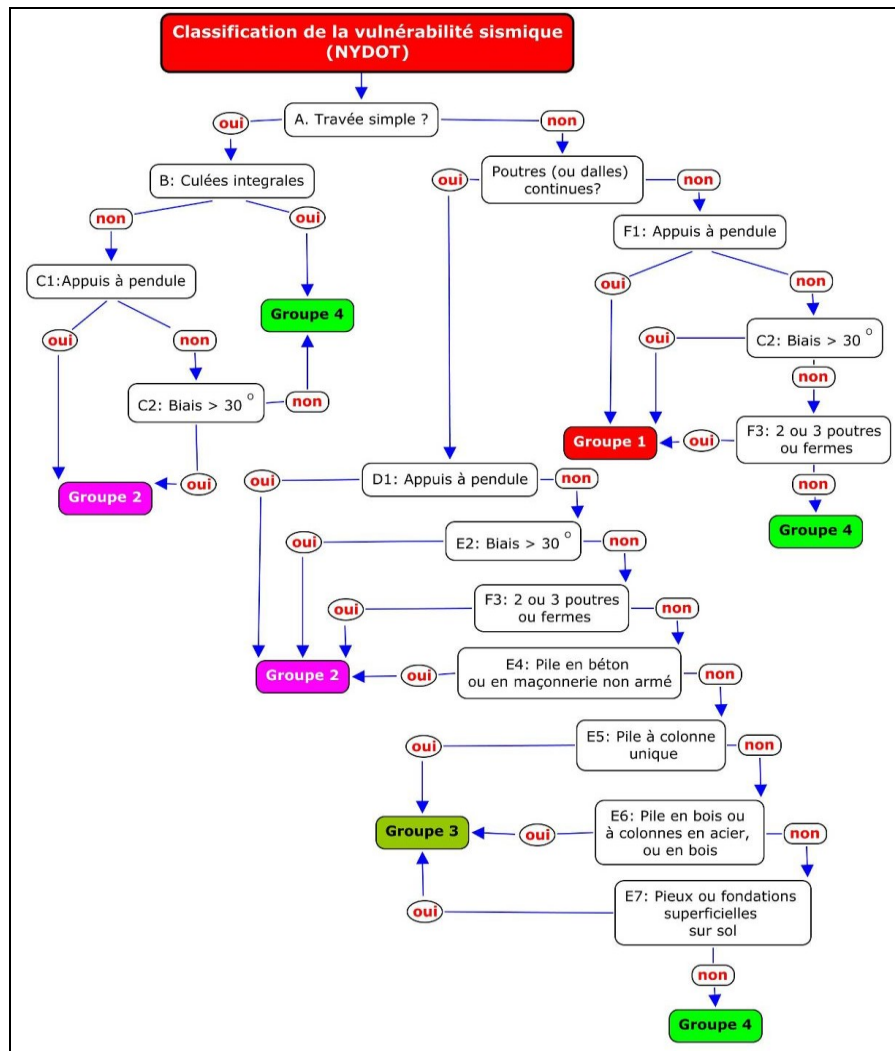 Classification de la vulnérabilité sismique
(NYDOT)
A. Travée simple ?
oui
non
B: Culées integrales
Poutres (ou dalles)
continues?
oui
non
non
oui
F1: Appuis à pendule
C1:Appuis à pendule
oui
non
Groupe 4
oui
non
oui
C2: Biais > 30 o
non
C2: Biais > 30 o
non
oui
Groupe 1
oui
F3: 2 ou 3 poutres
ou fermes
Groupe 2
oui
D1: Appuis à pendule
non
non
Groupe 4
oui
E2: Biais > 30 o
non
oui
F3: 2 ou 3 poutres
ou fermes
non
Groupe 2
oui
E4: Pile en béton
ou en maçonnerie non armé
non
oui
E5: Pile à colonne
unique
non
Groupe 3
oui
E6: Pile en bois ou
à colonnes en acier,
ou en bois
non
oui
E7: Pieux ou fondations
superficielles
sur sol
non
Groupe 4